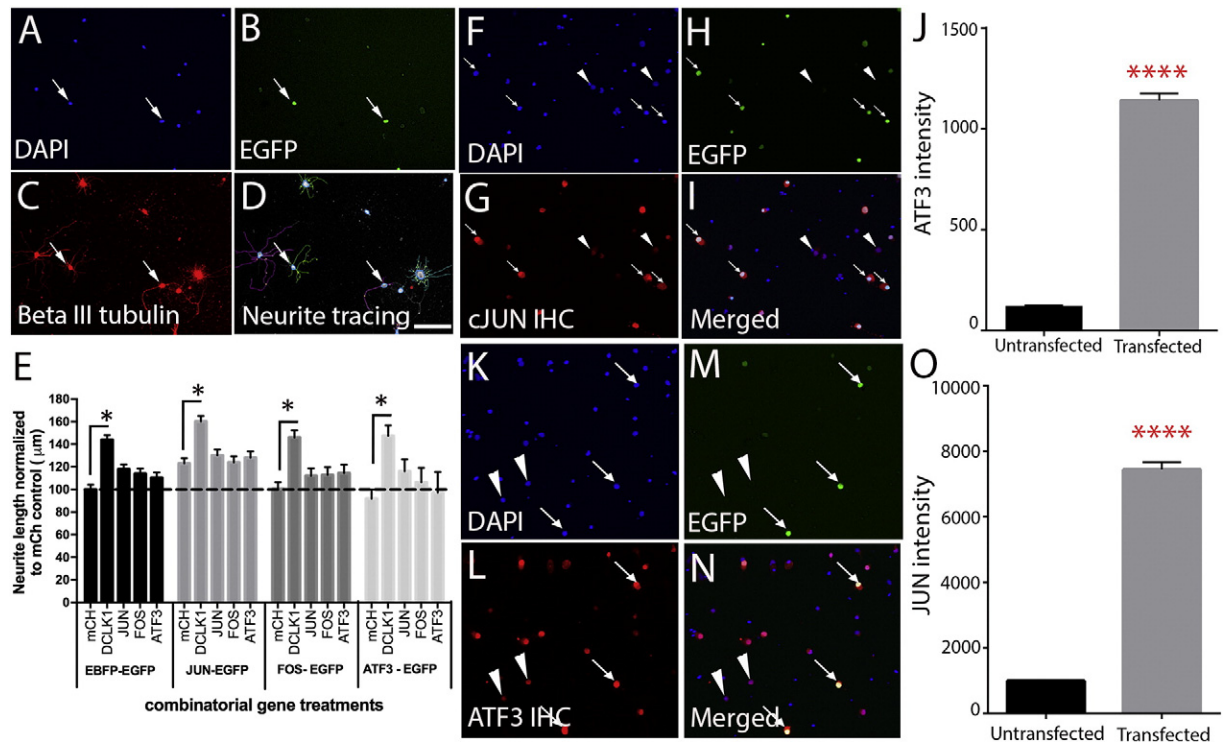 A
DAPI
B
EGFP
C
Beta III tubulin
D
Neurite tracing
F
DAPI
H
EGFP
G
cJUN IHC
I
Merged
J
ATF3 intensity
1500
1000
500
0
Untransfected Transfected
****
E
Neurite length normalized
to mCh control ( μm)
180
160
140
120
100
80
60
40
20
0
* * * *
mCH DCLK1 JUN FOS ATF3 mCH DCLK1 JUN FOS ATF3 mCH DCLK1 JUN FOS ATF3 mCH DCLK1 JUN FOS ATF3
EBFP-EGFP JUN-EGFP FOS- EGFP ATF3 - EGFP
combinatorial gene treatments
K
DAPI
M
EGFP
L
ATF3 IHC
N
Merged
O
JUN intensity
10000
8000
6000
4000
2000
0
Untransfected Transfected
****